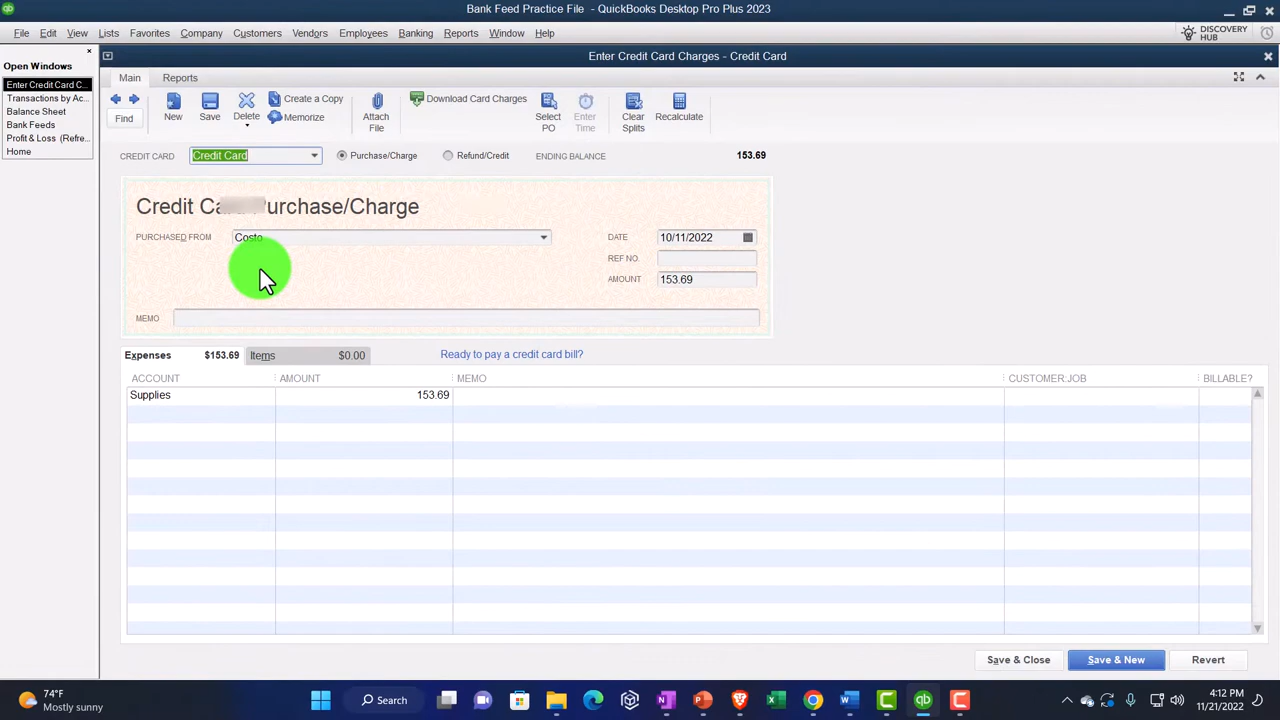 Bank Feed Practice File - QuickBooks Desktop Pro Plus 2023
File Edit View Lists Favorites Company Customers Vendors Employees Banking Reports Window Help
DISCOVERY HUB
Open Windows
Enter Credit Card C...
Transactions by Ac...
Balance Sheet
Bank Feeds
Profit & Loss (Refre...
Home
Enter Credit Card Charges - Credit Card
Main Reports
Find
New
Save
Delete
Create a Copy
Memorize
Attach File
Download Card Charges
Select PO
Enter Time
Clear Splits
Recalculate
CREDIT CARD Credit Card Purchase/Charge Refund/Credit ENDING BALANCE 153.69
Credit Card Purchase/Charge
PURCHASED FROM Costo DATE 10/11/2022
REF NO.
AMOUNT 153.69
MEMO
Expenses $153.69 Items $0.00 Ready to pay a credit card bill?
ACCOUNT AMOUNT MEMO CUSTOMER:JOB BILLABLE?
Supplies 153.69
Save & Close Save & New Revert
74°F
Mostly sunny
Search
4:12 PM
11/21/2022